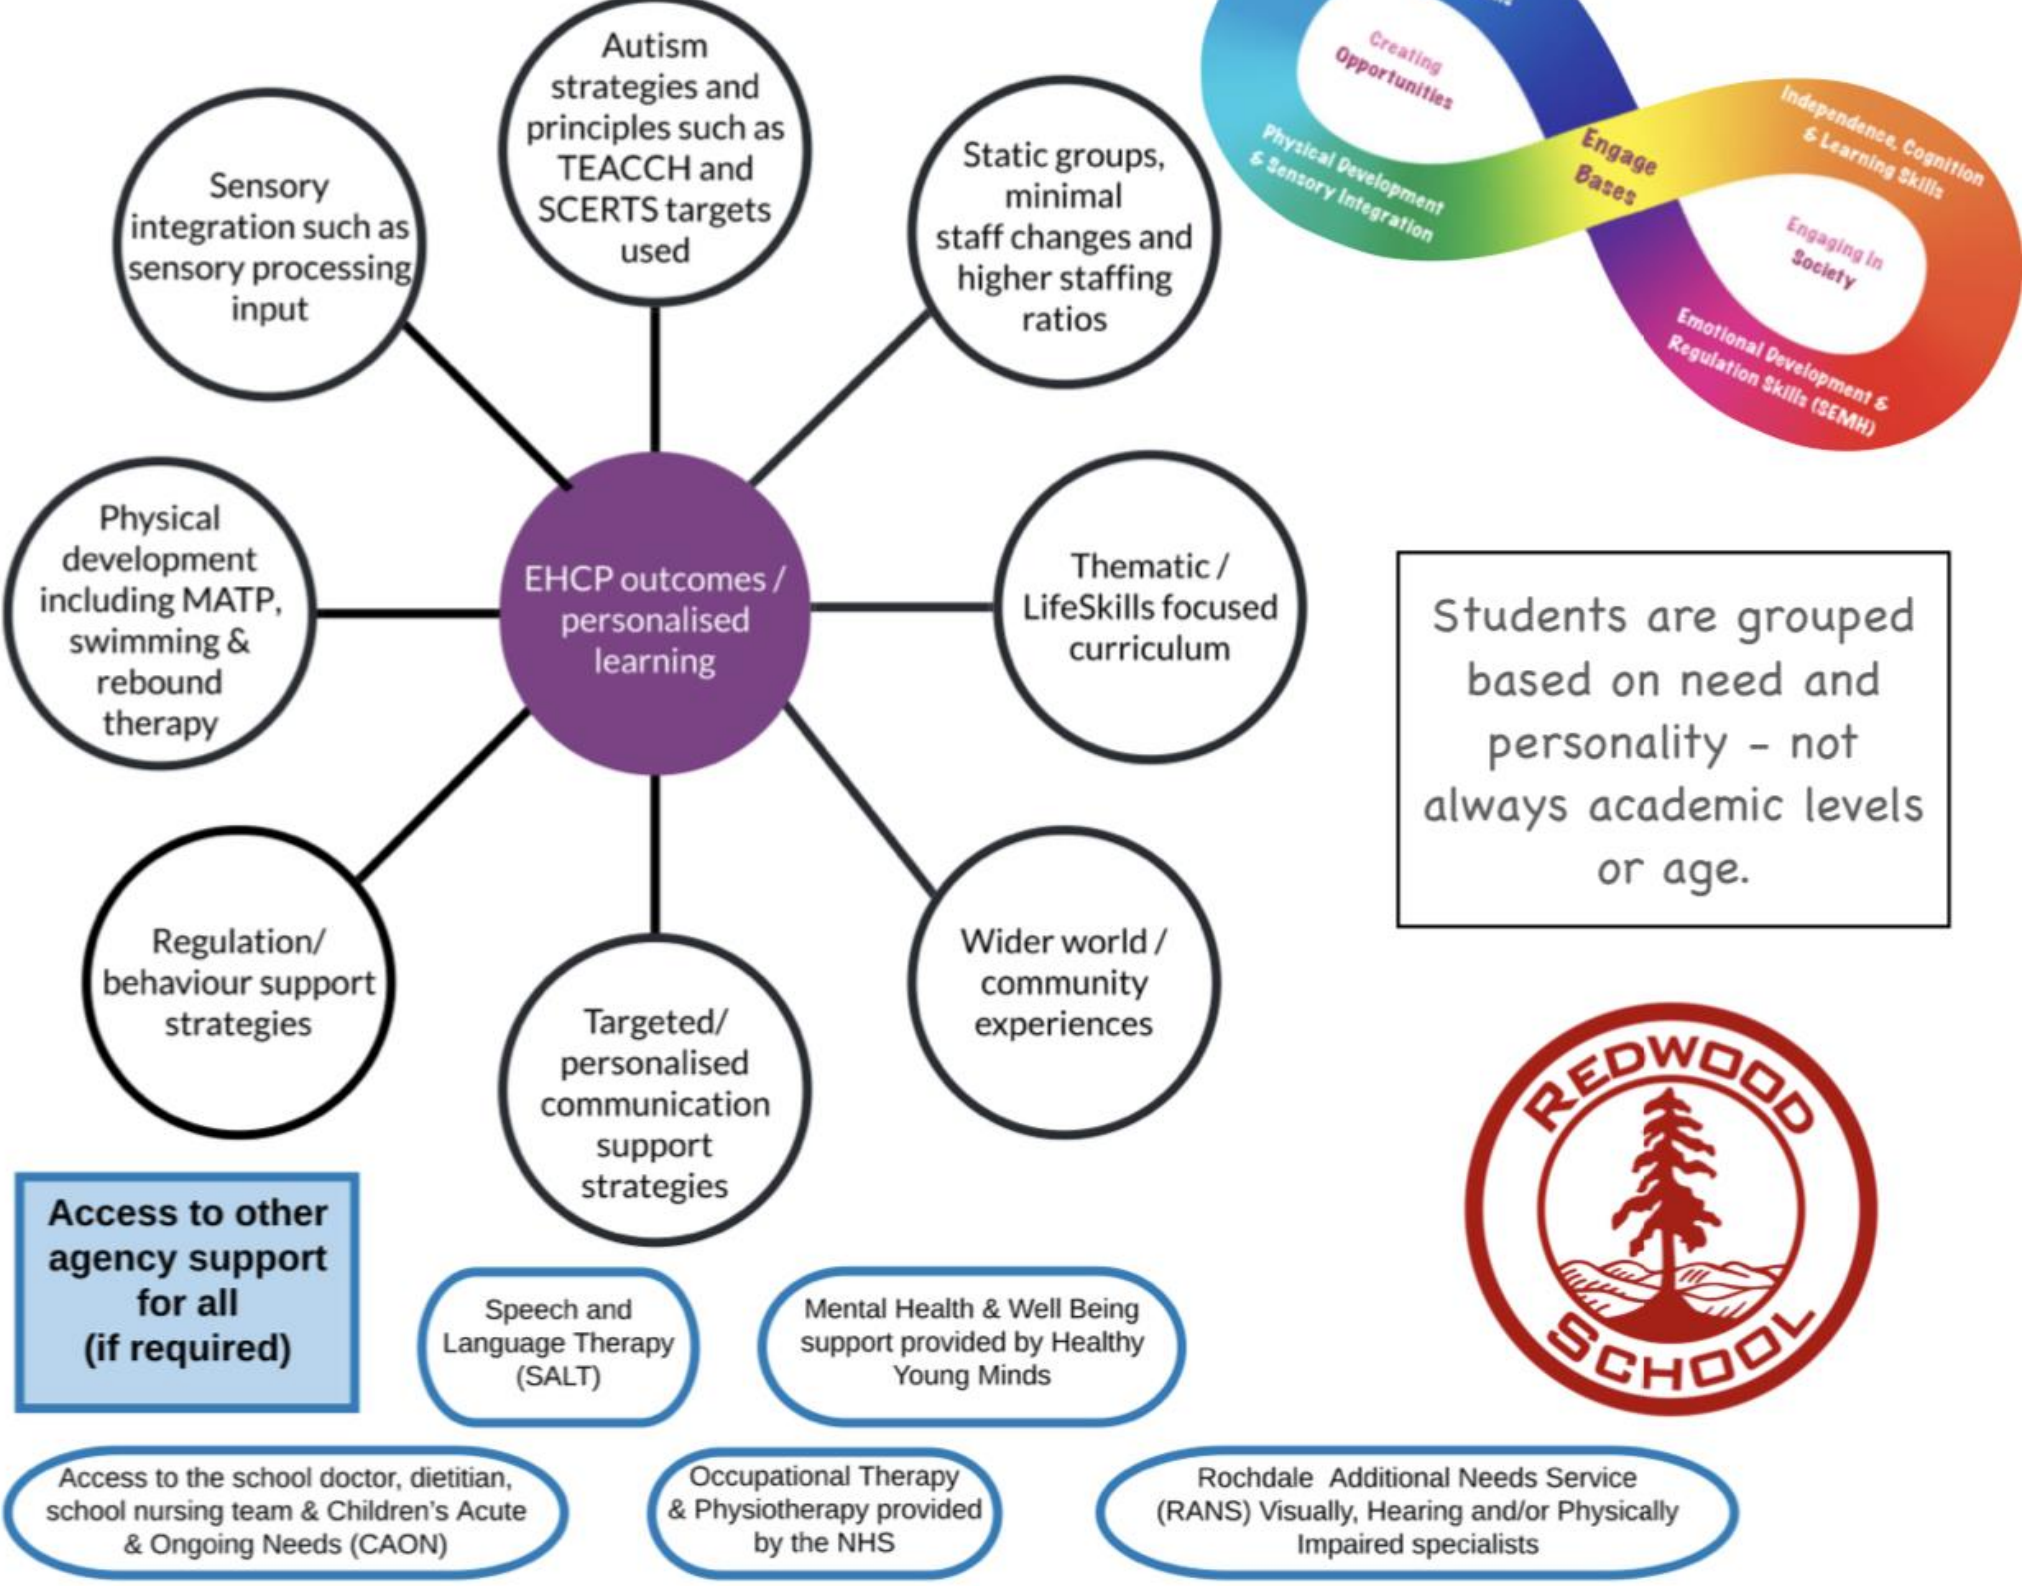 Autism
strategies and
principles such as
TEACCH and
SCERTS targets
used
Sensory
integration such as
sensory processing
input
Static groups,
minimal
staff changes and
higher staffing
ratios
Creating
Opportunities
Physical Development
& Sensory Integration
Engage
Bases
Independence, Cognition
& Learning Skills
Engaging In
Society
Emotional Development &
Regulation Skills (SEMH)
Physical
development
including MATP,
swimming &
rebound
therapy
EHCP outcomes /
personalised
learning
Thematic /
LifeSkills focused
curriculum
Students are grouped
based on need and
personality - not
always academic levels
or age.
Regulation/
behaviour support
strategies
Targeted/
personalised
communication
support
strategies
Wider world /
community
experiences
REDWOOD
SCHOOL
Access to other
agency support
for all
(if required)
Speech and
Language Therapy
(SALT)
Mental Health & Well Being
support provided by Healthy
Young Minds
Access to the school doctor, dietitian,
school nursing team & Children's Acute
& Ongoing Needs (CAON)
Occupational Therapy
& Physiotherapy provided
by the NHS
Rochdale Additional Needs Service
(RANS) Visually, Hearing and/or Physically
Impaired specialists